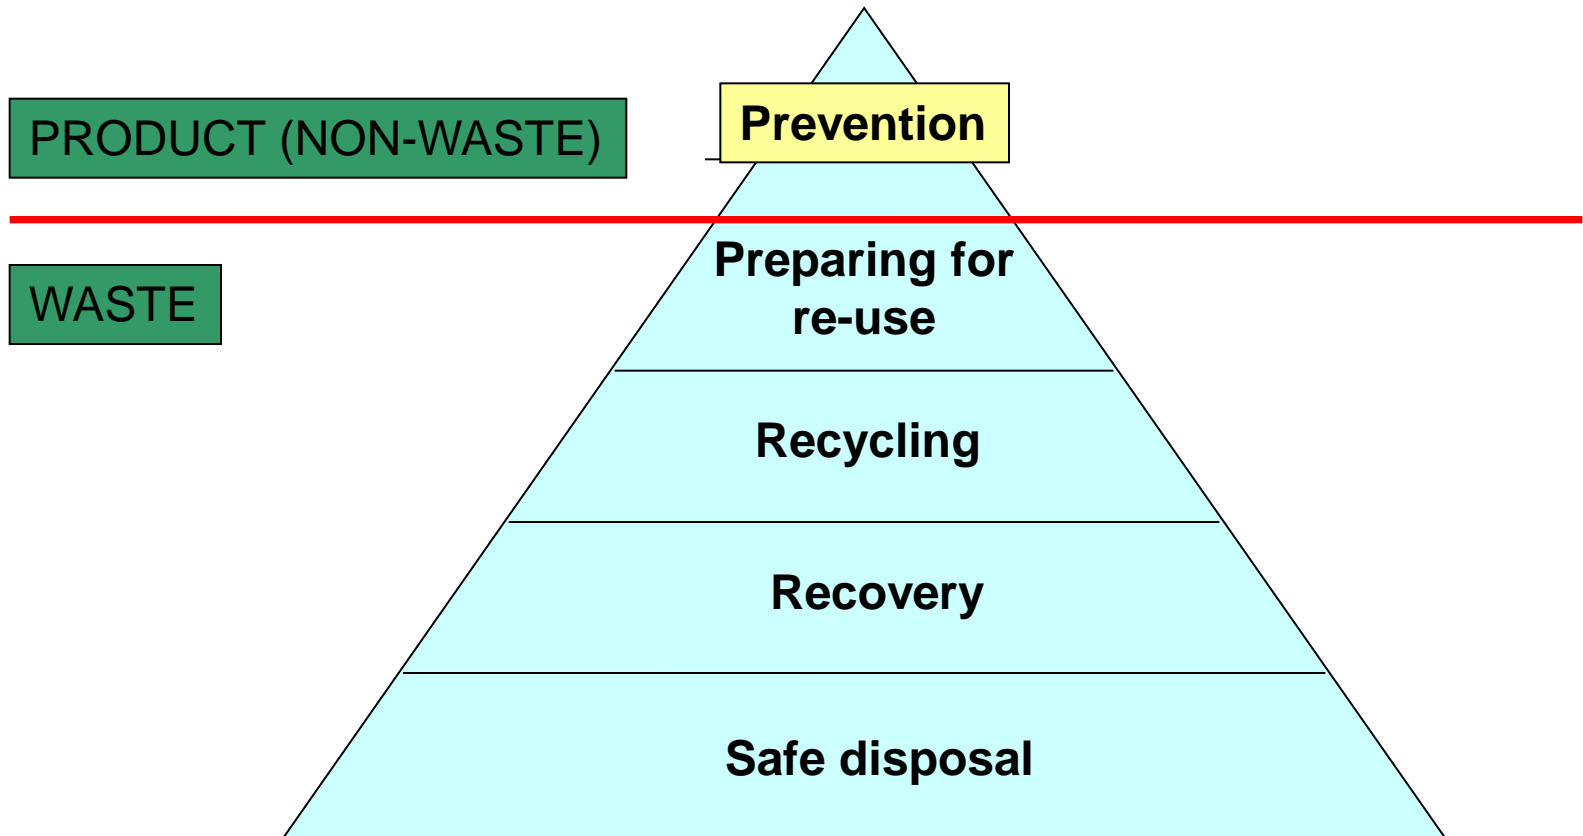 Prevention
PRODUCT (NON-WASTE)
WASTE
Preparing for
re-use
Recycling
Recovery
Safe disposal